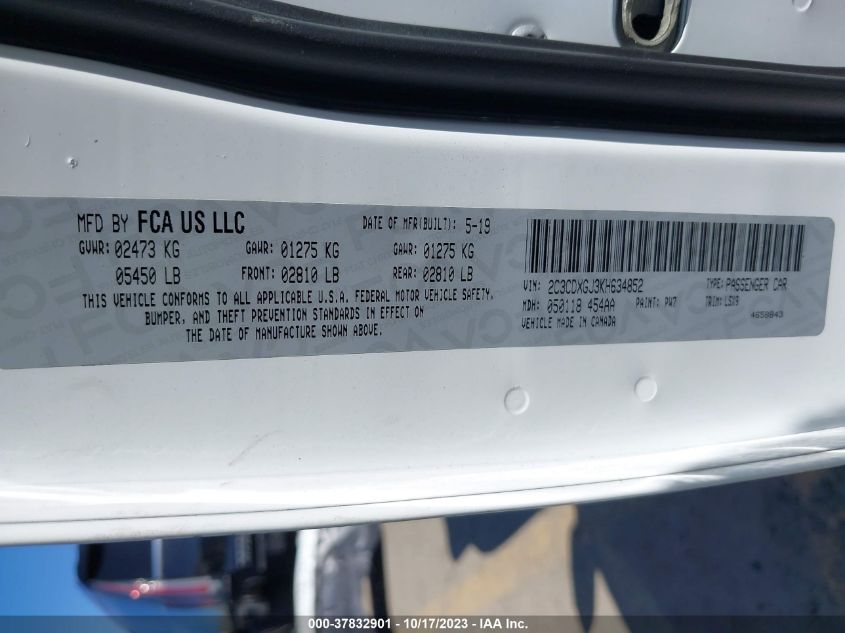 MFD BY FCA US LLC DATE OF MFR(BUILT): 5-19
GVWR: 02473 KG GAWR: 01275 KG GAWR: 01275 KG
05450 LB FRONT: 02810 LB REAR: 02810 LB
THIS VEHICLE CONFORMS TO ALL APPLICABLE U.S.A. FEDERAL MOTOR VEHICLE SAFETY,
BUMPER, AND THEFT PREVENTION STANDARDS IN EFFECT ON
THE DATE OF MANUFACTURE SHOWN ABOVE.
VIN: 2C3CDXGJ3KH634852 TYPE: PASSENGER CAR
MDH: 050118 454AA PAINT: PW7 TRIM: LSX9
VEHICLE MADE IN CANADA 4658843
000-37832901 - 10/17/2023 - IAA Inc.